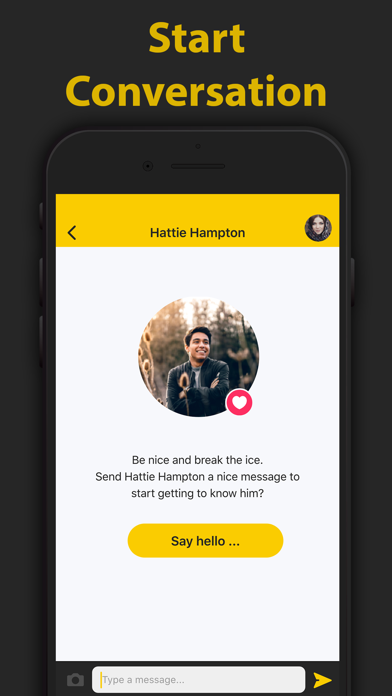 Start
Conversation
Hattie Hampton
Be nice and break the ice.
Send Hattie Hampton a nice message to
start getting to know him?
Say hello ...
Type a message...